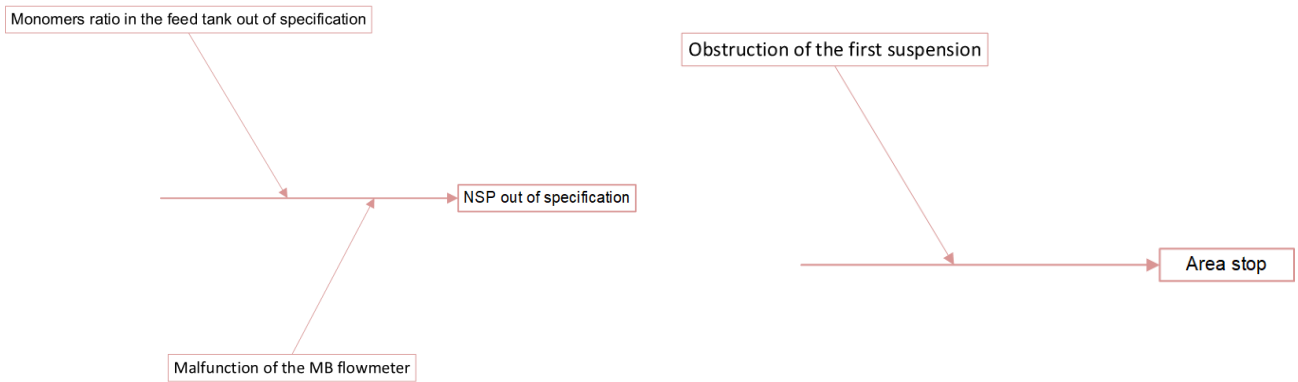 Monomers ratio in the feed tank out of specification
NSP out of specification
Malfunction of the MB flowmeter
Obstruction of the first suspension
Area stop